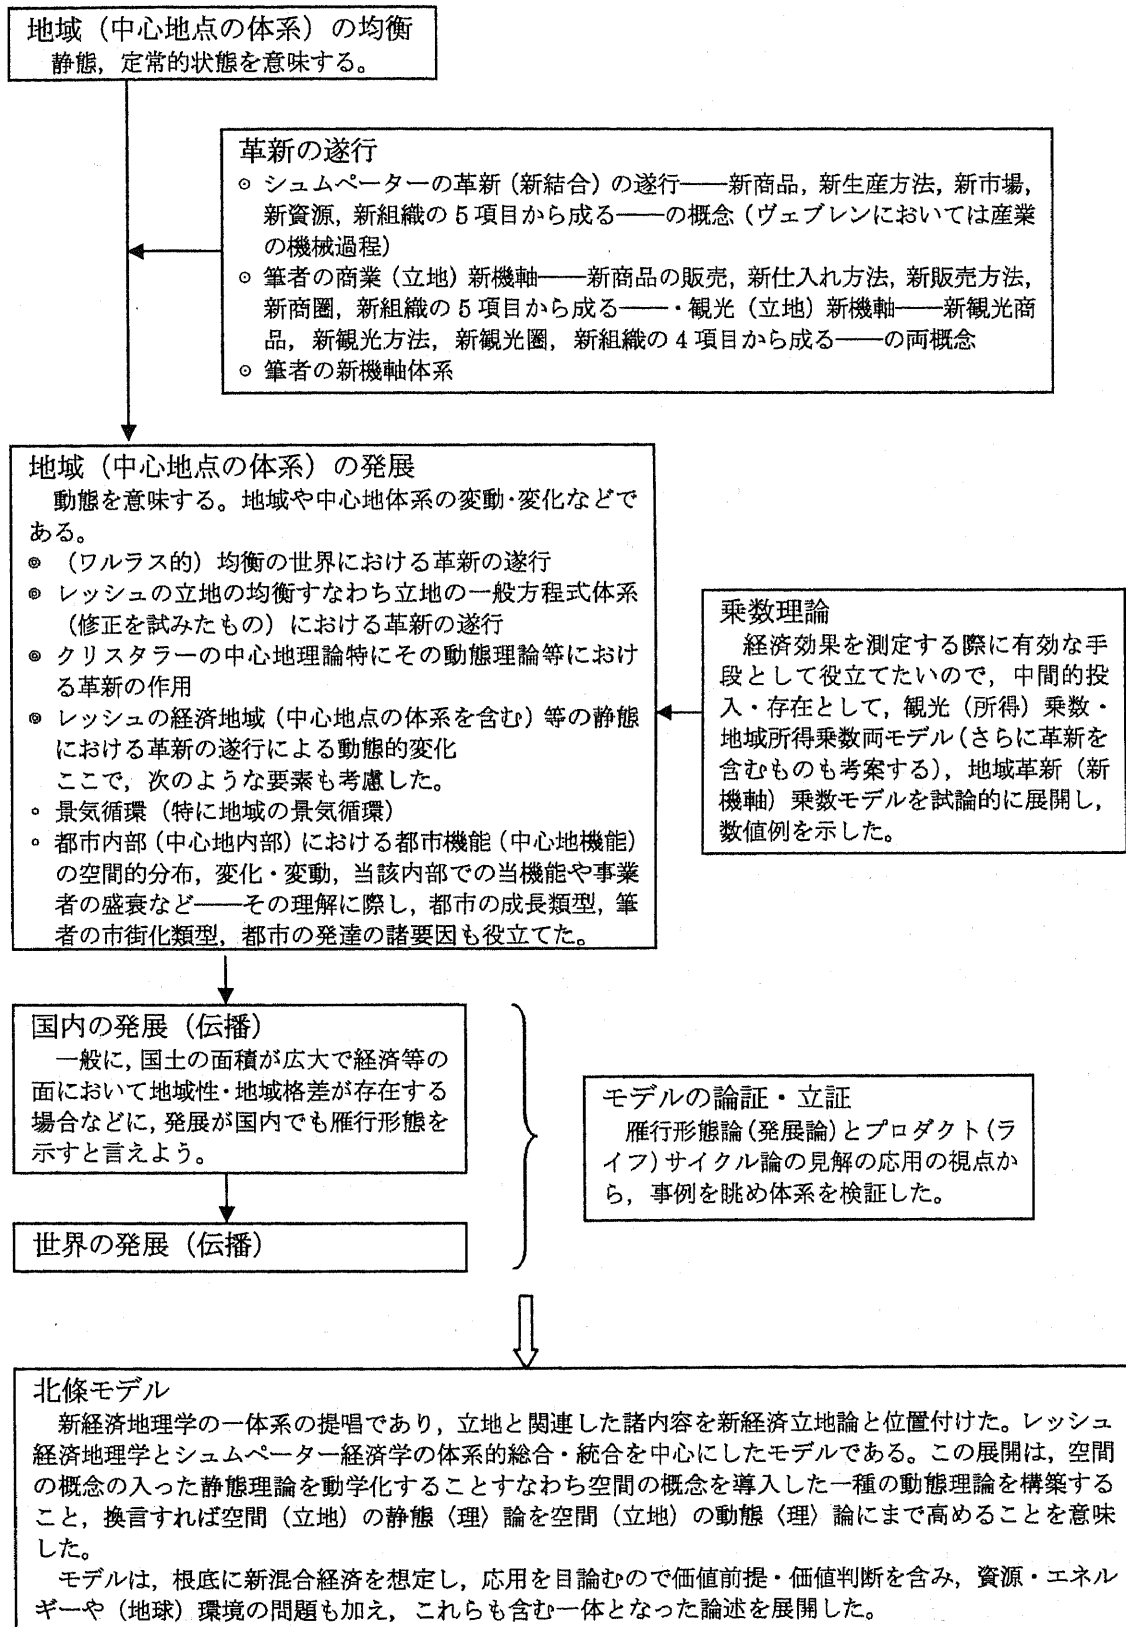 地域（中心地点の体系）の均衡
静態，定常的状態を意味する。
革新の遂行
◦ シュムペーターの革新（新結合）の遂行――新商品，新生産方法，新市場，
新資源，新組織の５項目から成る――の概念（ヴェブレンにおいては産業
の機械過程）
◦ 筆者の商業（立地）新機軸――新商品の販売，新仕入れ方法，新販売方法，
新商圏，新組織の５項目から成る――・観光（立地）新機軸――新観光商
品，新観光方法，新観光圏，新組織の４項目から成る――の両概念
◦ 筆者の新機軸体系
地域（中心地点の体系）の発展
動態を意味する。地域や中心地体系の変動・変化などで
ある。
◎ （ワルラス的）均衡の世界における革新の遂行
◎ レッシュの立地の均衡すなわち立地の一般方程式体系
（修正を試みたもの）における革新の遂行
◎ クリスタラーの中心地理論特にその動態理論等におけ
る革新の作用
◎ レッシュの経済地域（中心地点の体系を含む）等の静態
における革新の遂行による動態的変化
ここで，次のような要素も考慮した。
◦ 景気循環（特に地域の景気循環）
◦ 都市内部（中心地内部）における都市機能（中心地機能）
の空間的分布，変化・変動，当該内部での当機能や事業
者の盛衰など――その理解に際し，都市の成長類型，筆
者の市街化類型，都市の発達の諸要因も役立てた。
乗数理論
経済効果を測定する際に有効な手
段として役立てたいので，中間的投
入・存在として，観光（所得）乗数・
地域所得乗数両モデル（さらに革新を
含むものも考案する），地域革新（新
機軸）乗数モデルを試論的に展開し，
数値例を示した。
国内の発展（伝播）
一般に，国土の面積が広大で経済等の
面において地域性・地域格差が存在する
場合などに，発展が国内でも雁行形態を
示すと言えよう。
世界の発展（伝播）
モデルの論証・立証
雁行形態論（発展論）とプロダクト（ラ
イフ）サイクル論の見解の応用の視点か
ら，事例を眺め体系を検証した。
北條モデル
新経済地理学の一体系の提唱であり，立地と関連した諸内容を新経済立地論と位置付けた。レッシュ
経済地理学とシュムペーター経済学の体系的総合・統合を中心にしたモデルである。この展開は，空間
の概念の入った静態理論を動学化することすなわち空間の概念を導入した一種の動態理論を構築する
こと，換言すれば空間（立地）の静態〈理〉論を空間（立地）の動態〈理〉論にまで高めることを意味
した。
モデルは，根底に新混合経済を想定し，応用を目論むので価値前提・価値判断を含み，資源・エネル
ギーや（地球）環境の問題も加え，これらも含む一体となった論述を展開した。